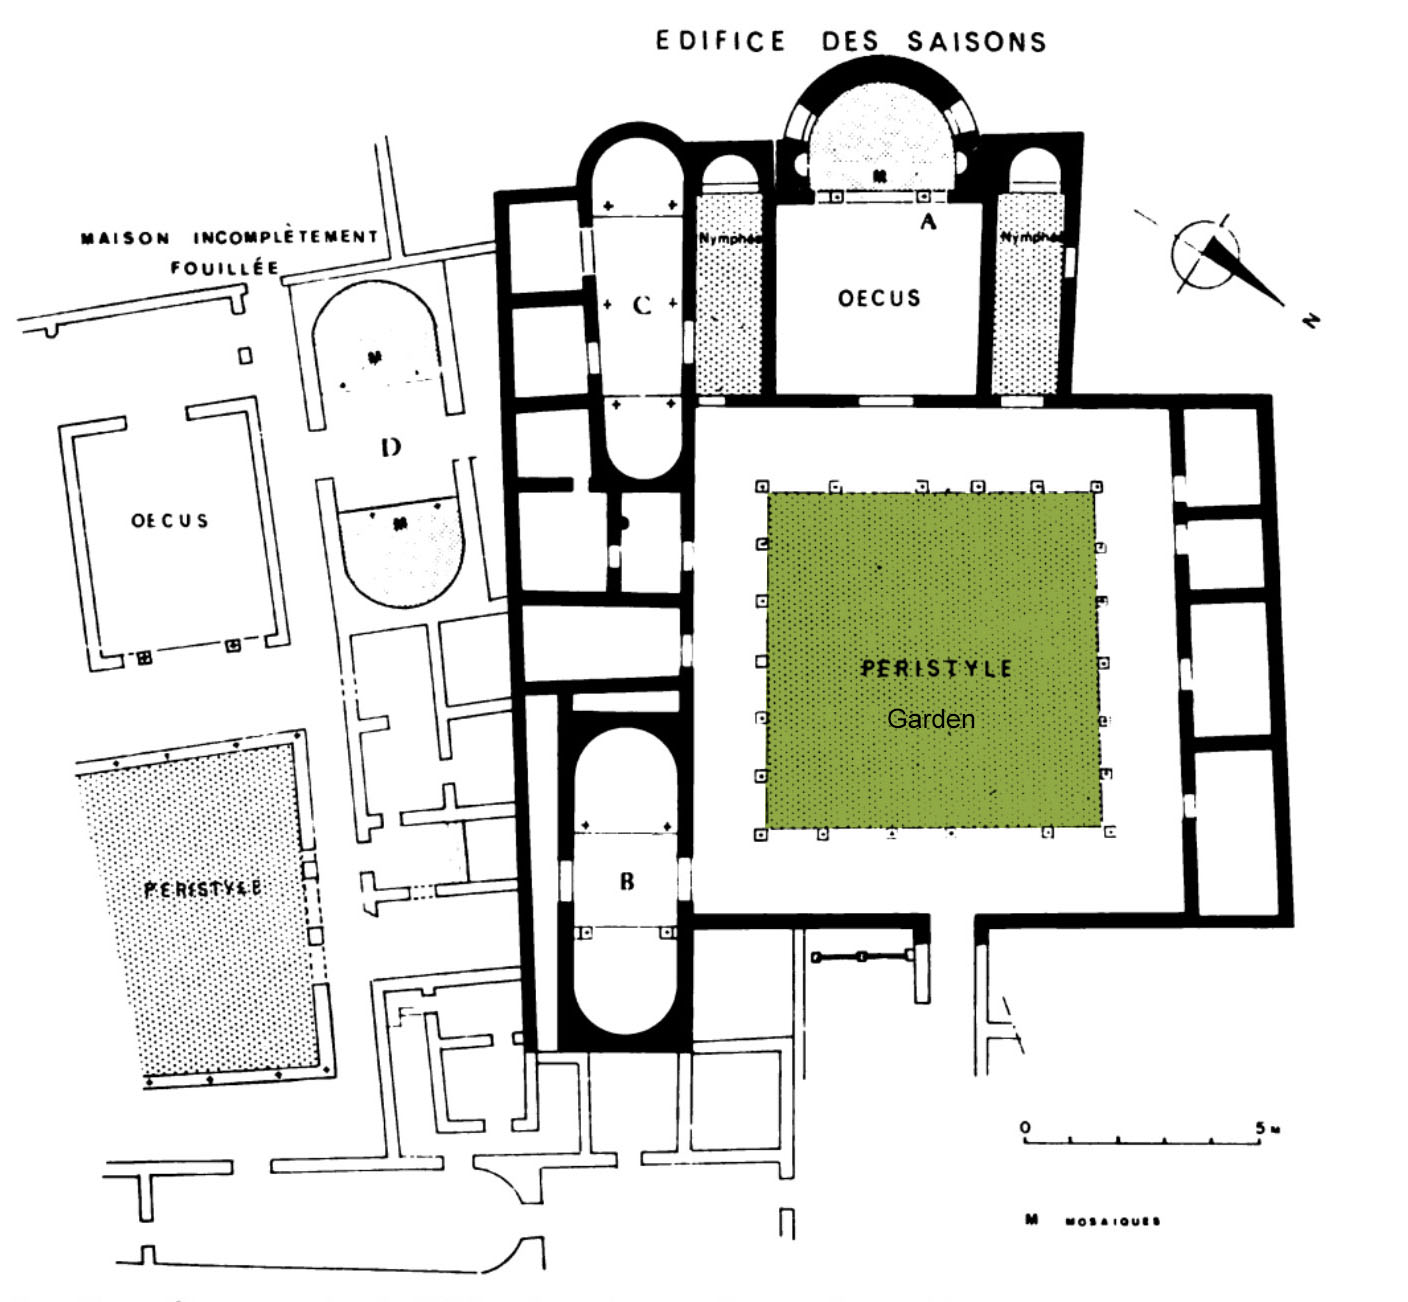 EDIFICE DES SAISONS
MAISON INCOMPLÈTEMENT
FOUILLÉE
M
A
Nymphée
Nymphée
C
OECUS
N
M
D
OECUS
M
PERISTYLE
Garden
PERISTYLE
B
0 5 M
M MOSAIQUES